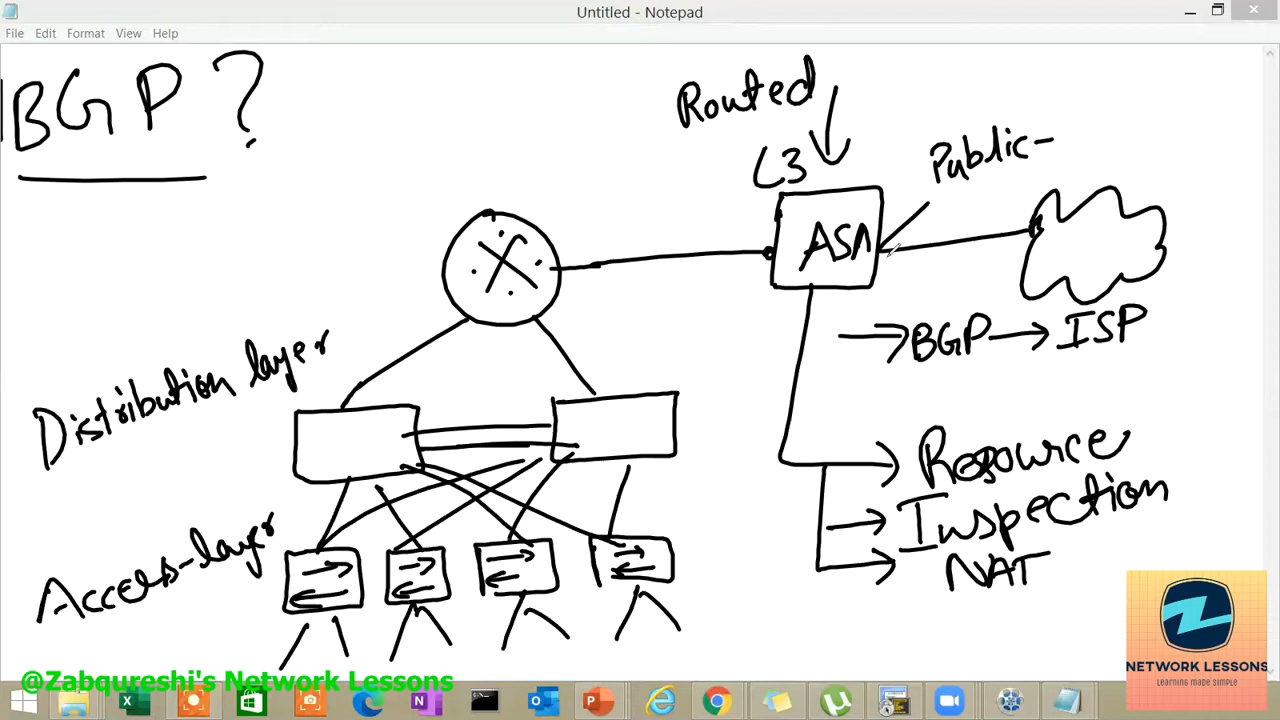 Untitled - Notepad
File Edit Format View Help
BGP?
Routed
L3
Public-
ASA
BGP → ISP
Distribution layer
Resource
Inspection
NAT
Access-layer
NETWORK LESSONS
Learning made simple
@Zabqureshi's Network Lessons